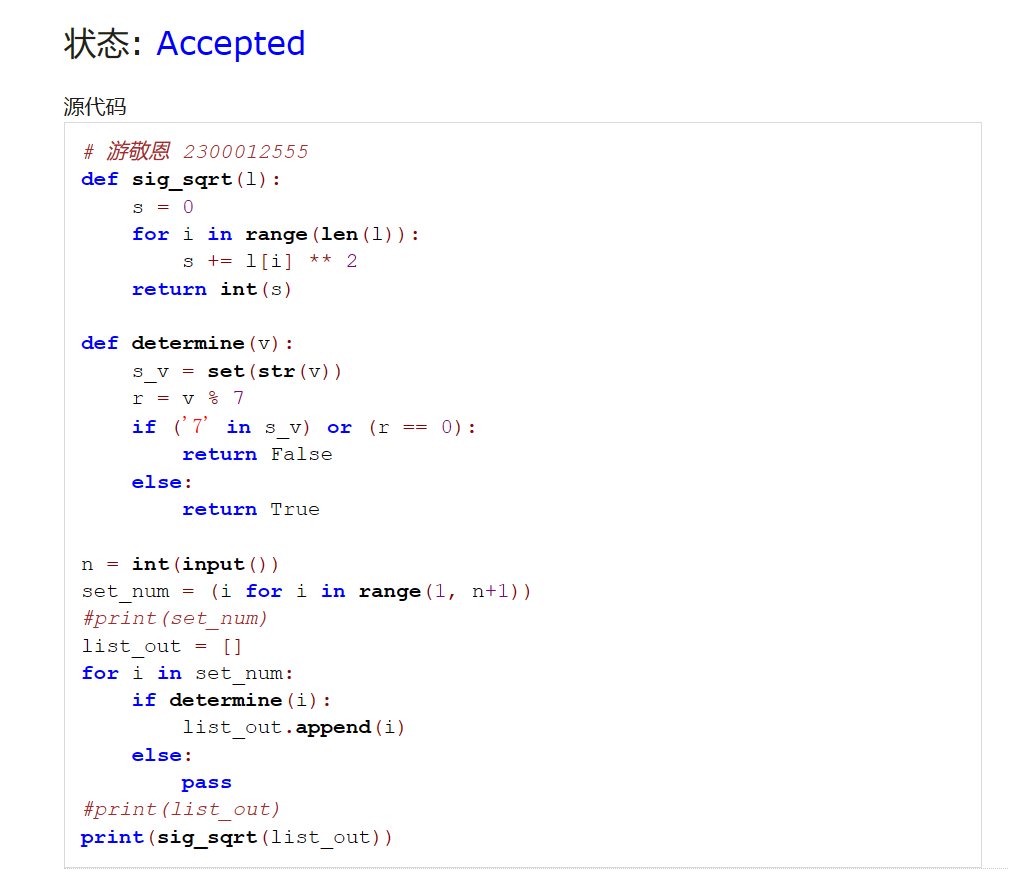 状态: Accepted
源代码
# 游敬恩 2300012555
def sig_sqrt(l):
    s = 0
    for i in range(len(l)):
        s += l[i] ** 2
    return int(s)

def determine(v):
    s_v = set(str(v))
    r = v % 7
    if ('7' in s_v) or (r == 0):
        return False
    else:
        return True

n = int(input())
set_num = (i for i in range(1, n+1))
#print(set_num)
list_out = []
for i in set_num:
    if determine(i):
        list_out.append(i)
    else:
        pass
#print(list_out)
print(sig_sqrt(list_out))